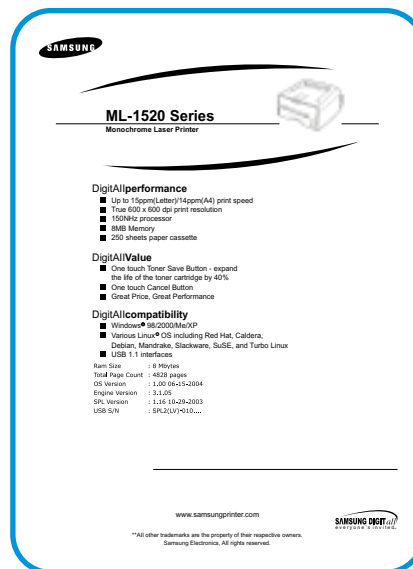 SAMSUNG
ML-1520 Series
Monochrome Laser Printer
DigitAllperformance
Up to 15ppm(Letter)/14ppm(A4) print speed
True 600 x 600 dpi print resolution
150NHz processor
8MB Memory
250 sheets paper cassette
DigitAllValue
One touch Toner Save Button - expand
the life of the toner cartridge by 40%
One touch Cancel Button
Great Price, Great Performance
DigitAllcompatibility
Windows 98/2000/Me/XP
Various Linux OS including Red Hat, Caldera,
Debian, Mandrake, Slackware, SuSE, and Turbo Linux
USB 1.1 interfaces
Ram Size : 8 Mbytes
Total Page Count : 4828 pages
OS Version : 1.00 06-15-2004
Engine Version : 3.1.05
SPL Version : 1.16 10-29-2003
USB S/N : SPL2(LV)-010....
www.samsungprinter.com
SAMSUNG DIGITall
everyone's invited™
**All other trademarks are the property of their respective owners.
Samsung Electronics, All rights reserved.